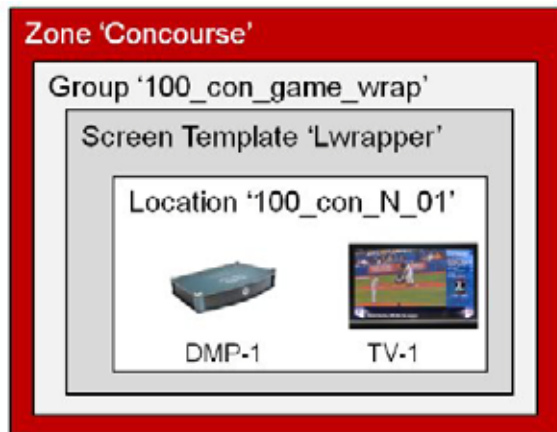 Zone ‘Concourse’
Group ‘100_con_game_wrap’
Screen Template ‘Lwrapper’
Location ‘100_con_N_01’
DMP-1
TV-1